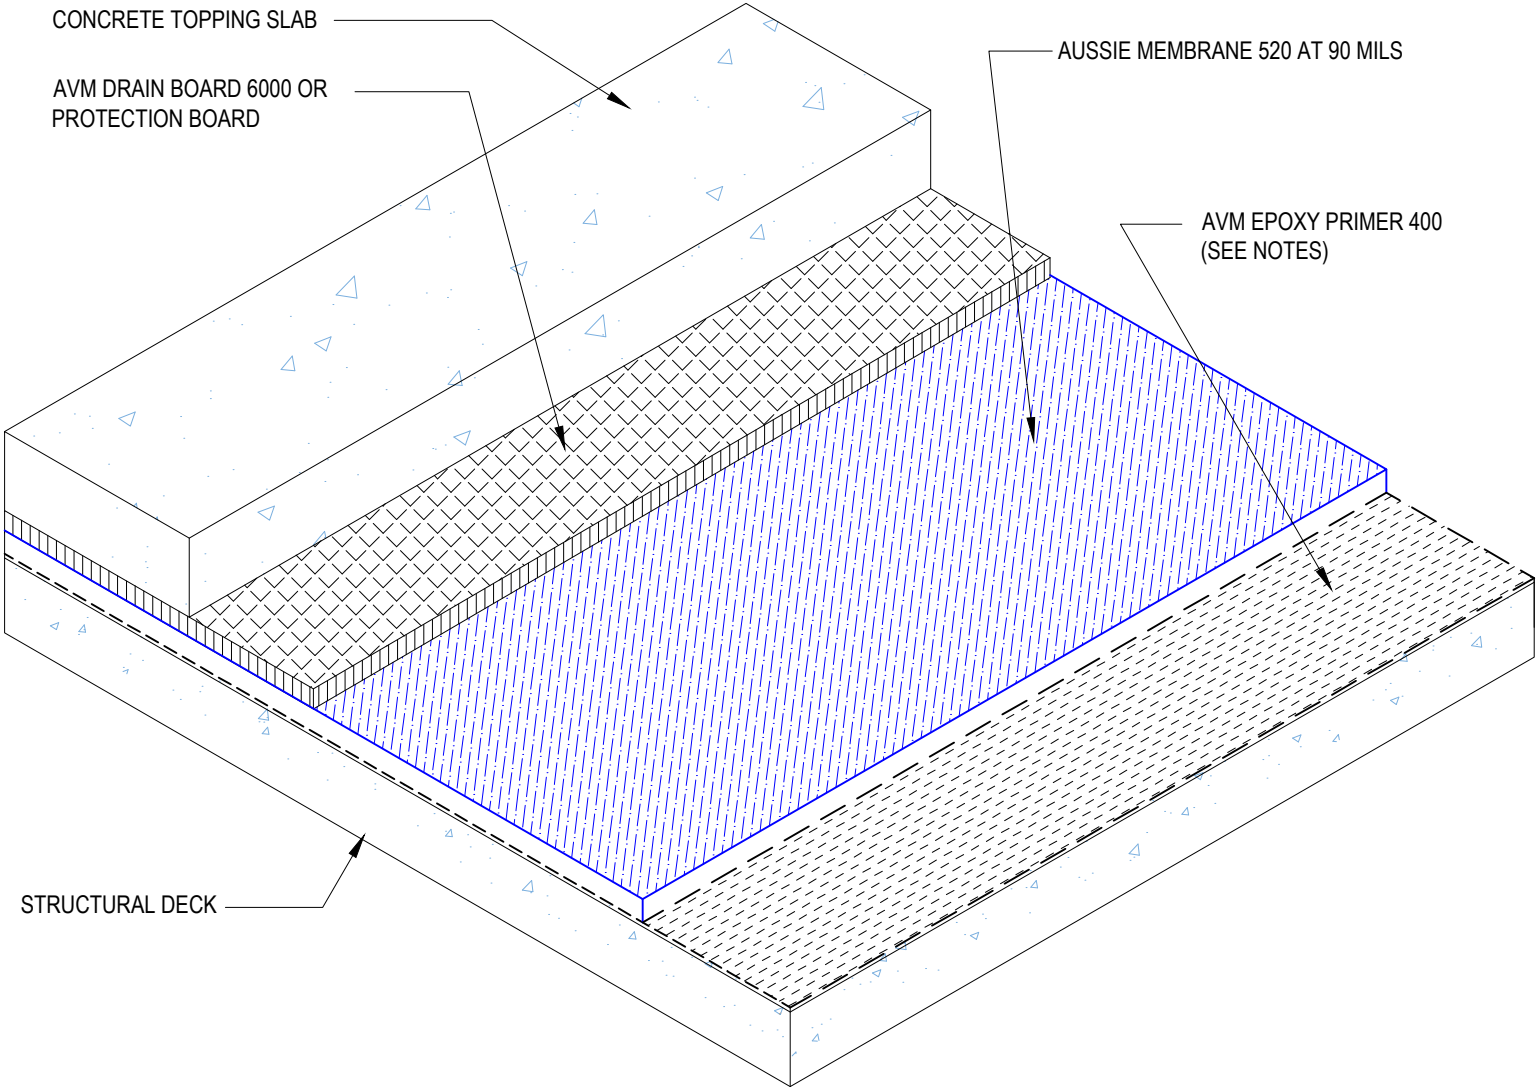 CONCRETE TOPPING SLAB
AVM DRAIN BOARD 6000 OR
PROTECTION BOARD
AUSSIE MEMBRANE 520 AT 90 MILS
AVM EPOXY PRIMER 400
(SEE NOTES)
STRUCTURAL DECK